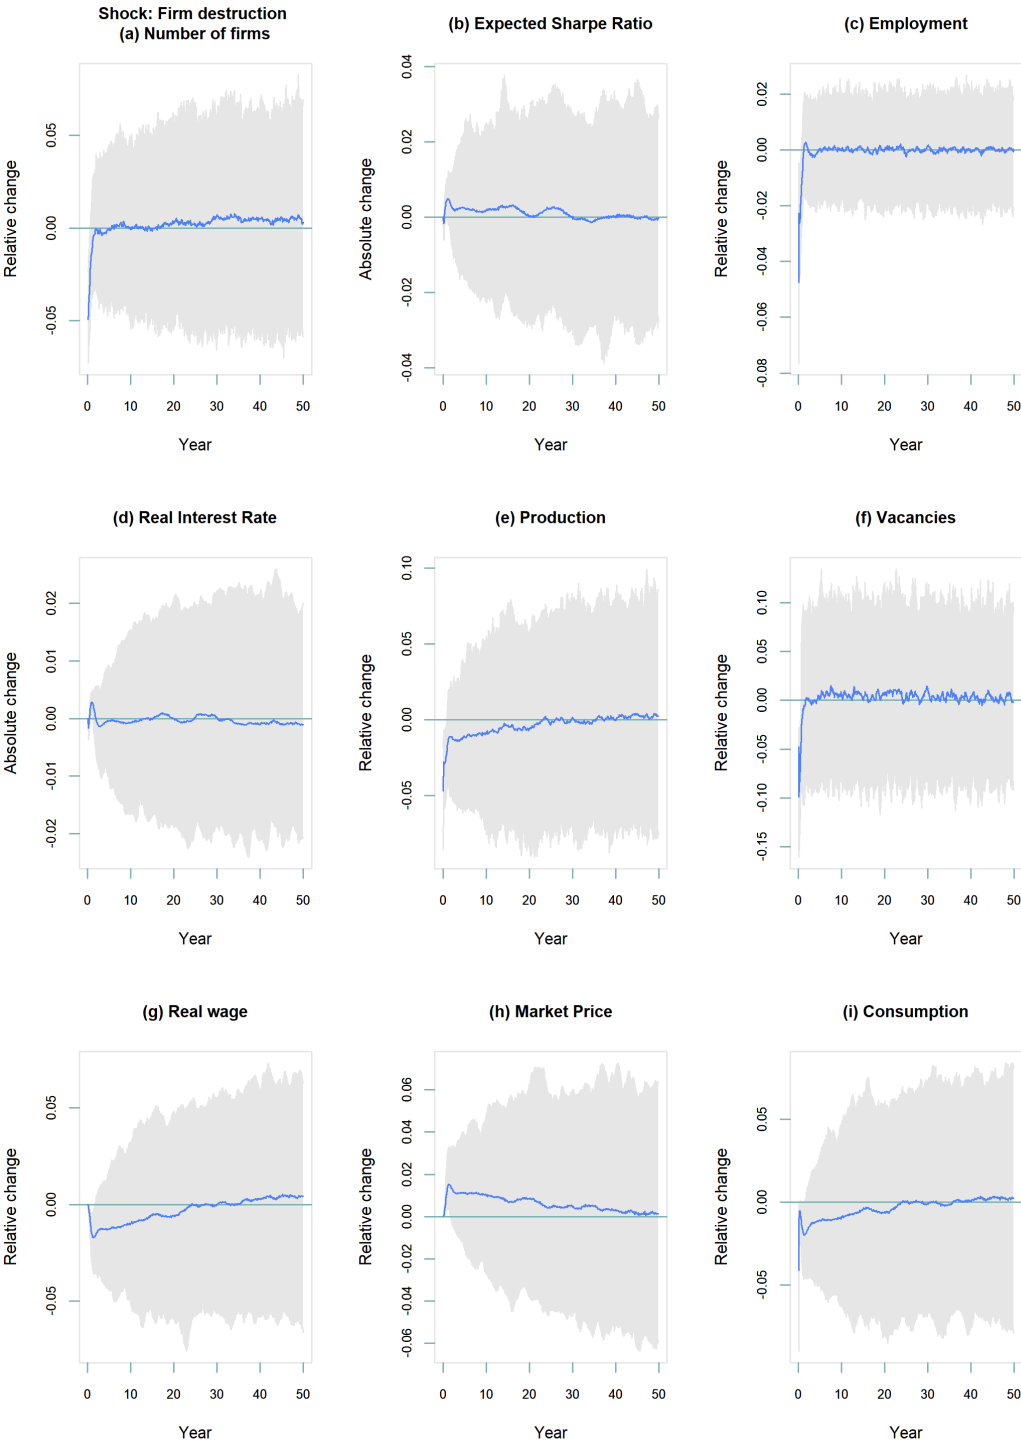 Shock: Firm destruction
(a) Number of firms
Relative change
0.05
0.00
-0.05
0 10 20 30 40 50
Year
(b) Expected Sharpe Ratio
Absolute change
0.04
0.02
0.00
-0.02
-0.04
0 10 20 30 40 50
Year
(c) Employment
Relative change
0.02
0.00
-0.02
-0.04
-0.06
-0.08
0 10 20 30 40 50
Year
(d) Real Interest Rate
Absolute change
0.02
0.01
0.00
-0.01
-0.02
0 10 20 30 40 50
Year
(e) Production
Relative change
0.10
0.05
0.00
-0.05
0 10 20 30 40 50
Year
(f) Vacancies
Relative change
0.10
0.05
0.00
-0.05
-0.10
-0.15
0 10 20 30 40 50
Year
(g) Real wage
Relative change
0.05
0.00
-0.05
0 10 20 30 40 50
Year
(h) Market Price
Relative change
0.06
0.04
0.02
0.00
-0.02
-0.04
-0.06
0 10 20 30 40 50
Year
(i) Consumption
Relative change
0.05
0.00
-0.05
0 10 20 30 40 50
Year